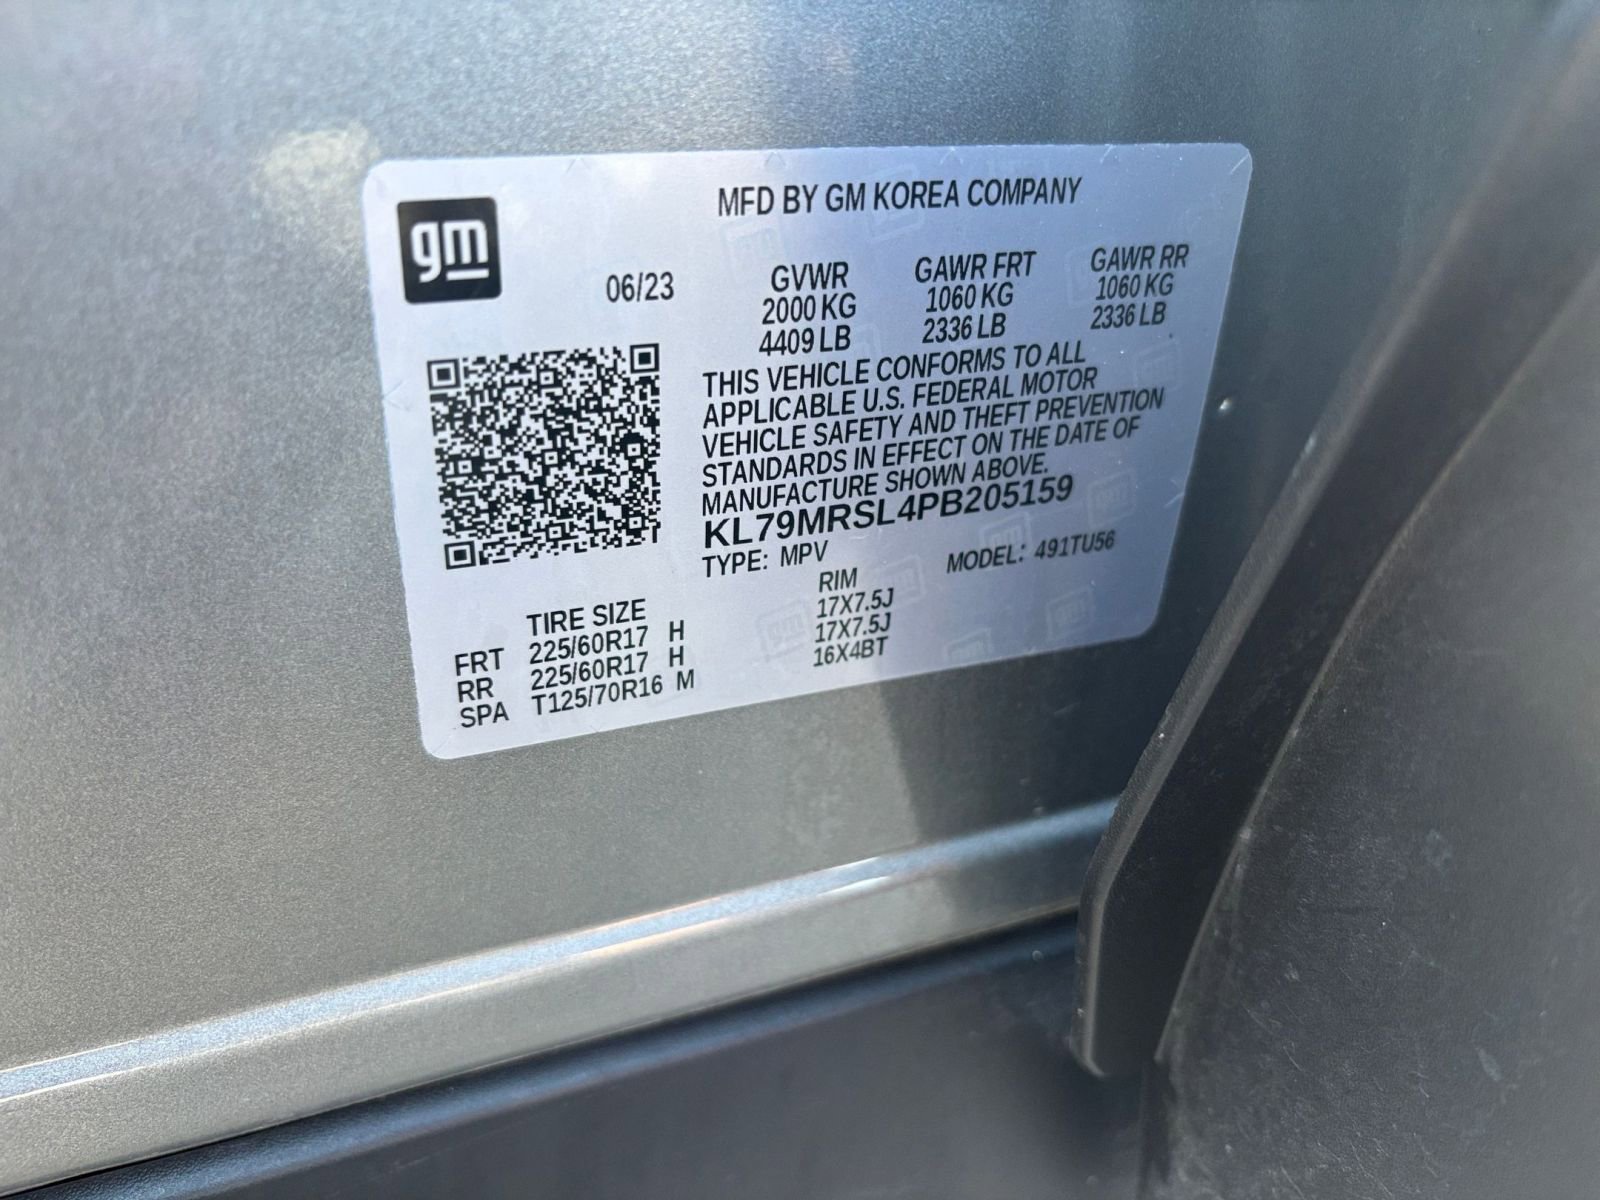 gm
MFD BY GM KOREA COMPANY
06/23
GVWR GAWR FRT GAWR RR
2000 KG 1060 KG 1060 KG
4409 LB 2336 LB 2336 LB
THIS VEHICLE CONFORMS TO ALL
APPLICABLE U.S. FEDERAL MOTOR
VEHICLE SAFETY AND THEFT PREVENTION
STANDARDS IN EFFECT ON THE DATE OF
MANUFACTURE SHOWN ABOVE.
KL79MRSL4PB205159
TYPE: MPV MODEL: 491TU56
TIRE SIZE RIM
FRT 225/60R17 H 17X7.5J
RR 225/60R17 H 17X7.5J
SPA T125/70R16 M 16X4BT